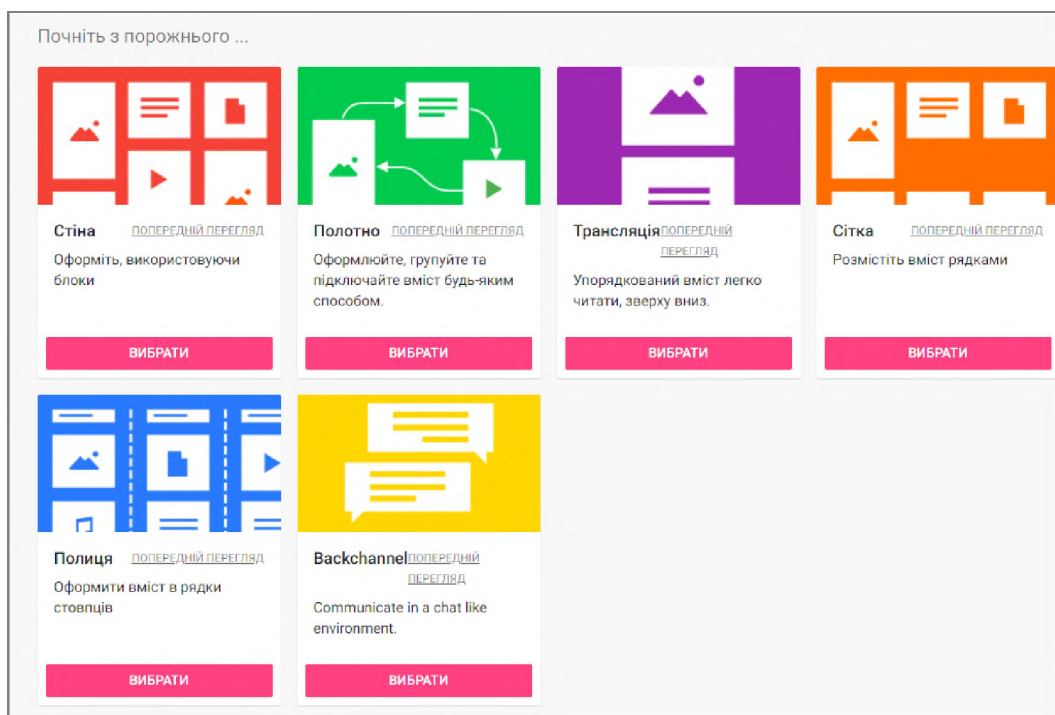 Почніть з порожнього ...
Стіна ПОПЕРЕДНІЙ ПЕРЕГЛЯД
Оформіть, використовуючи
блоки
ВИБРАТИ
Полотно ПОПЕРЕДНІЙ ПЕРЕГЛЯД
Оформлюйте, групуйте та
підключайте вміст будь-яким
способом.
ВИБРАТИ
Трансляція ПОПЕРЕДНІЙ
ПЕРЕГЛЯД
Упорядкований вміст легко
читати, зверху вниз.
ВИБРАТИ
Сітка ПОПЕРЕДНІЙ ПЕРЕГЛЯД
Розмістіть вміст рядками
ВИБРАТИ
Полиця ПОПЕРЕДНІЙ ПЕРЕГЛЯД
Оформити вміст в рядки
стовпців
ВИБРАТИ
Backchannel ПОПЕРЕДНІЙ
ПЕРЕГЛЯД
Communicate in a chat like
environment.
ВИБРАТИ